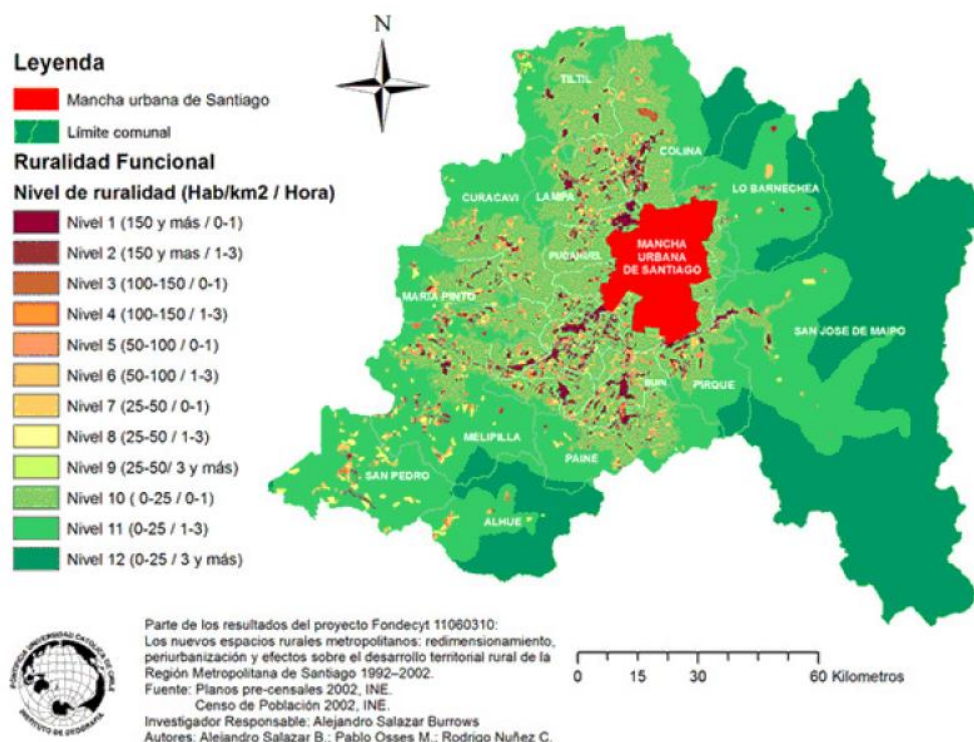 N
Leyenda
Mancha urbana de Santiago
Límite comunal
Ruralidad Funcional
Nivel de ruralidad (Hab/km2 / Hora)
Nivel 1 (150 y más / 0-1)
Nivel 2 (150 y mas / 1-3)
Nivel 3 (100-150 / 0-1)
Nivel 4 (100-150 / 1-3)
Nivel 5 (50-100 / 0-1)
Nivel 6 (50-100 / 1-3)
Nivel 7 (25-50 / 0-1)
Nivel 8 (25-50 / 1-3)
Nivel 9 (25-50/ 3 y más)
Nivel 10 ( 0-25 / 0-1)
Nivel 11 (0-25 / 1-3)
Nivel 12 (0-25 / 3 y más)
TILTIL
COLINA
LO BARNECHEA
CURACAVI
LAMPA
PUDAHUEL
MANCHA
URBANA
DE SANTIAGO
MARIA PINTO
SAN JOSE DE MAIPO
BUIN
PIRQUE
MELIPILLA
PAINE
SAN PEDRO
ALHUE
PONTIFICIA UNIVERSIDAD CATOLICA DE CHILE
INSTITUTO DE GEOGRAFIA
Parte de los resultados del proyecto Fondecyt 11060310:
Los nuevos espacios rurales metropolitanos: redimensionamiento,
periurbanización y efectos sobre el desarrollo territorial rural de la
Región Metropolitana de Santiago 1992–2002.
Fuente: Planos pre-censales 2002, INE.
Censo de Población 2002, INE.
Investigador Responsable: Alejandro Salazar Burrows
Autores: Alejandro Salazar B.; Pablo Osses M.; Rodrigo Nuñez C.
0 15 30 60 Kilometros